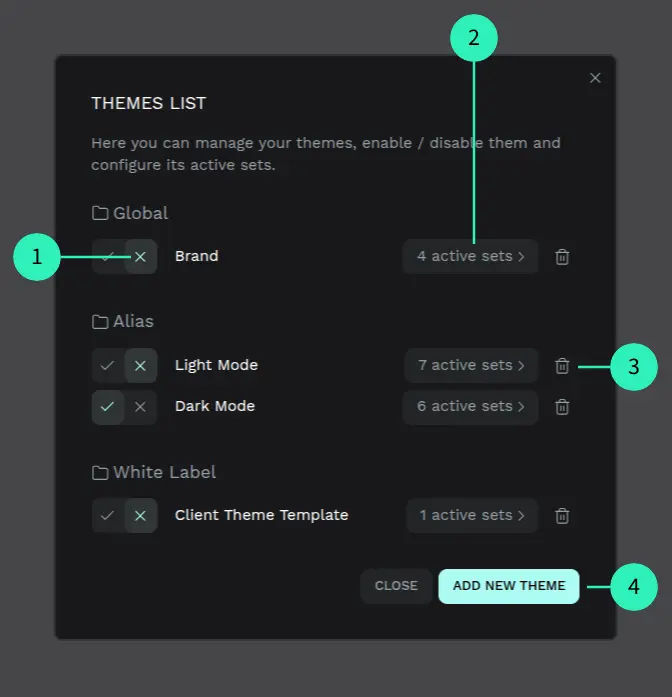 2
THEMES LIST
Here you can manage your themes, enable / disable them and
configure its active sets.
Global
1
Brand
4 active sets
Alias
Light Mode
7 active sets
3
Dark Mode
6 active sets
White Label
Client Theme Template
1 active sets
CLOSE
ADD NEW THEME
4